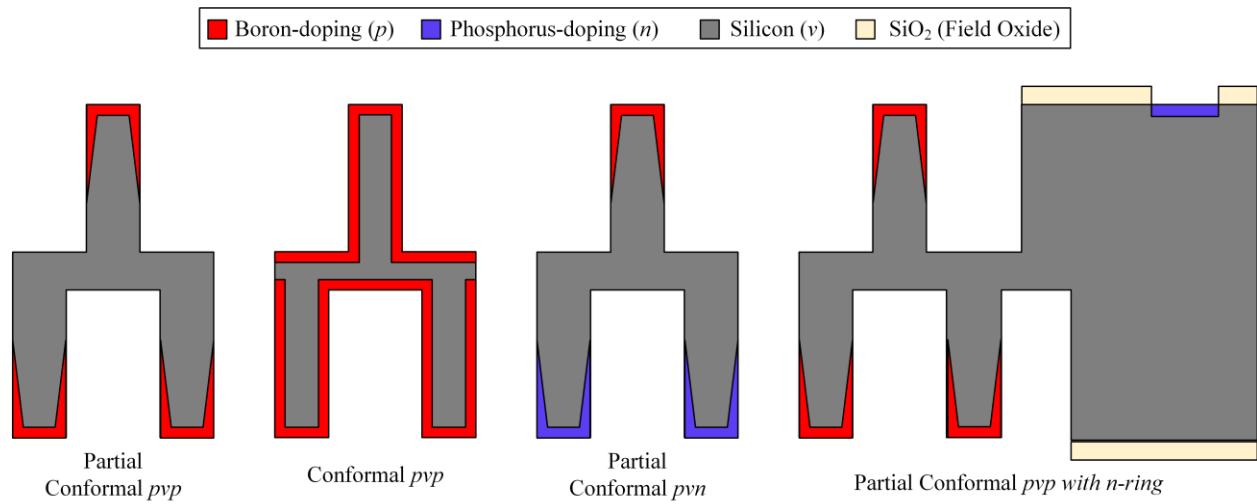 Boron-doping (p) Phosphorus-doping (n) Silicon (v) SiO₂ (Field Oxide)
Partial
Conformal pvp
Conformal pvp
Partial
Conformal pvn
Partial Conformal pvp with n-ring